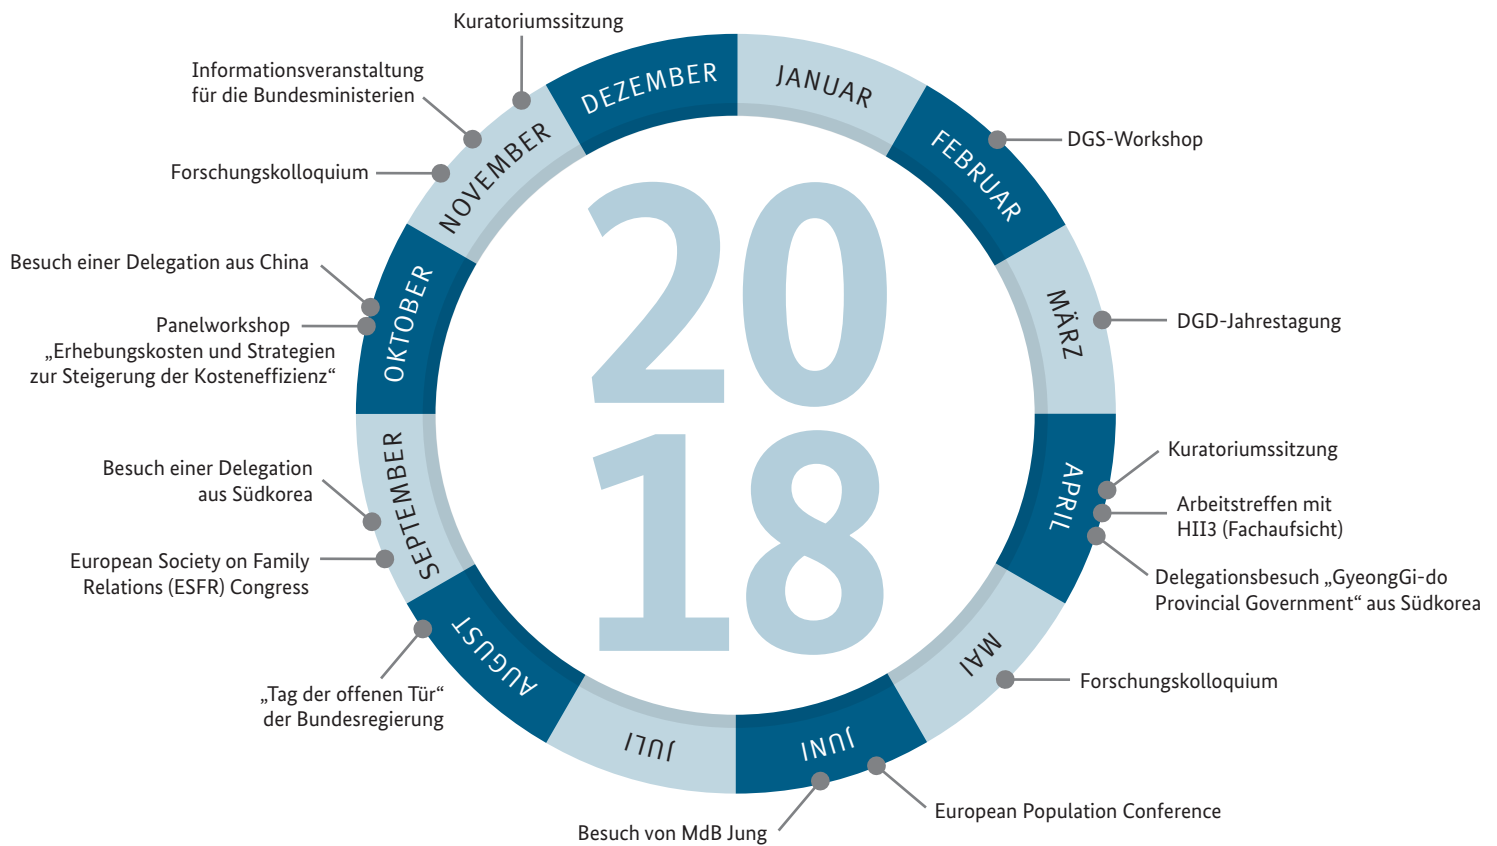 JANUAR
FEBRUAR
DGS-Workshop
MÄRZ
DGD-Jahrestagung
APRIL
Kuratoriumssitzung
Arbeitstreffen mit
HII3 (Fachaufsicht)
Delegationsbesuch „GyeongGi-do
Provincial Government“ aus Südkorea
MAI
Forschungskolloquium
JUNI
European Population Conference
Besuch von MdB Jung
JULI
AUGUST
„Tag der offenen Tür“
der Bundesregierung
SEPTEMBER
European Society on Family
Relations (ESFR) Congress
Besuch einer Delegation
aus Südkorea
OKTOBER
Panelworkshop
„Erhebungskosten und Strategien
zur Steigerung der Kosteneffizienz“
Besuch einer Delegation aus China
NOVEMBER
Forschungskolloquium
Informationsveranstaltung
für die Bundesministerien
Kuratoriumssitzung
DEZEMBER
20
18